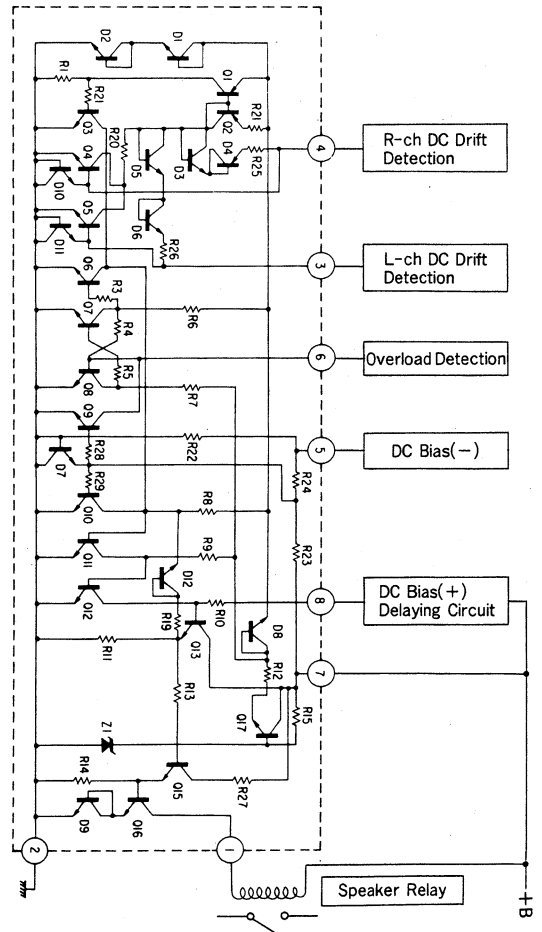 D2
D1
R1
R21
Q1
Q3
Q2
R21
R20
Q4
D5
D3
D4
R25
4
R-ch DC Drift
Detection
D10
Q5
D6
R26
D11
3
L-ch DC Drift
Detection
Q6
R3
Q7
R4
R6
R5
6
Overload Detection
Q8
R7
Q9
R28
R22
5
DC Bias(−)
D7
R29
R24
Q10
R8
Q11
R9
R23
D12
Q12
R10
8
DC Bias(+)
Delaying Circuit
R19
D8
R11
Q13
R12
7
R13
R15
Z1
Q17
R14
Q15
R27
D9
Q16
2
1
Speaker Relay
+B